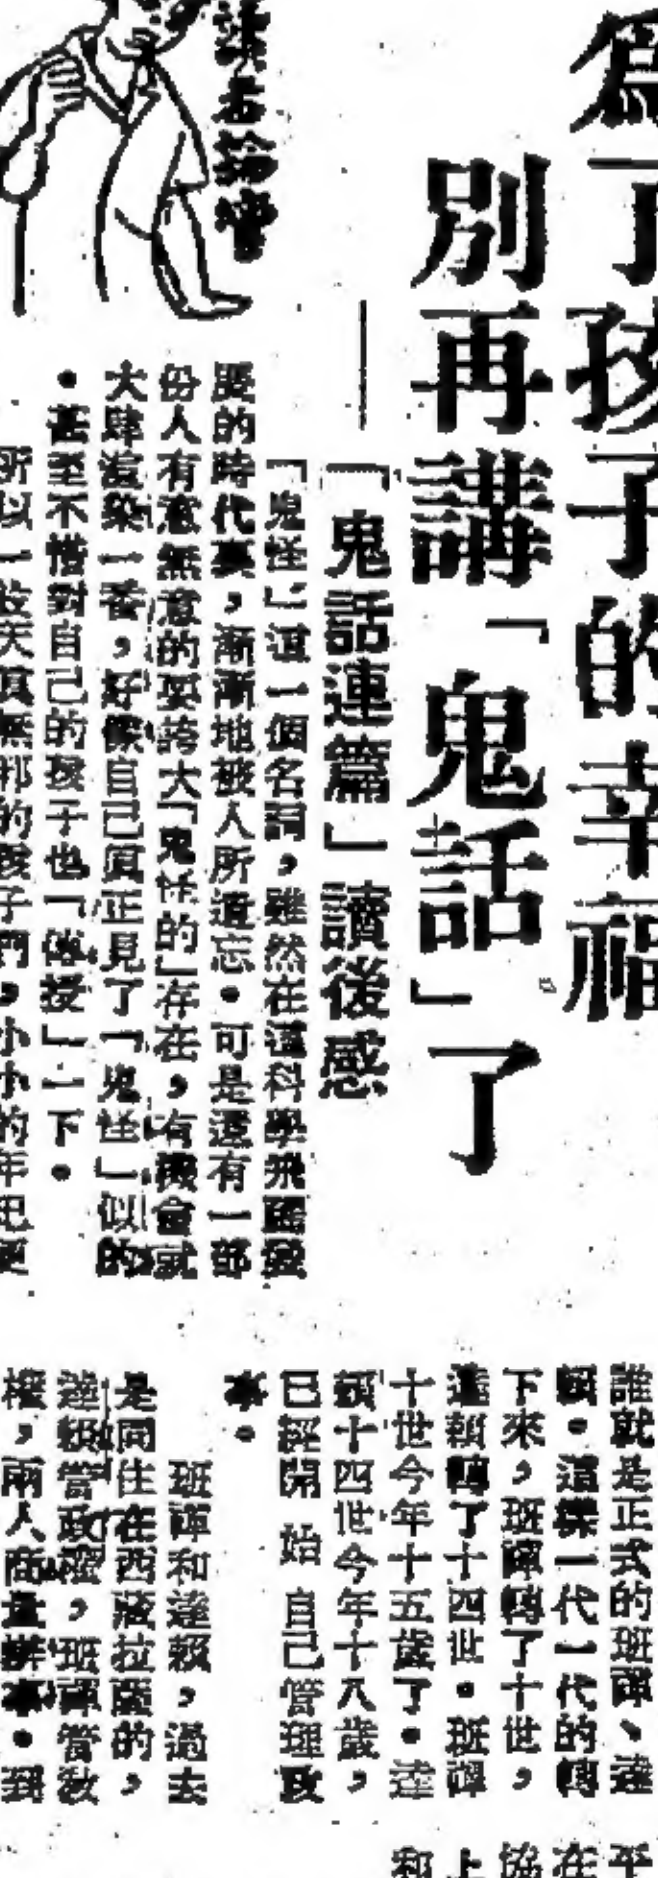 為了孩子的幸福
別再講「鬼話」了
——「鬼話連篇」讀後感
「鬼怪」這一個名詞，雖然在這科學飛躍發
展的時代裏，漸漸地被人所遺忘。可是還有一部
份人有意無意的要誇大「鬼怪的」存在，有機會就
大肆渲染一番，好像自己真正見了「鬼怪」似的
。甚至不惜對自己的孩子也「傳授」一下。
所以一般天真無邪的孩子們，小小的年紀便
誰就是正式的班禪、達
賴。這樣一代一代的轉
下來，班禪轉了十世，
達賴轉了十四世。班禪
十世今年十五歲了。達
賴十四世今年十八歲，
已經開始自己管理政
事。
班禪和達賴，過去
是同住在西藏拉薩的，
達賴管政權，班禪管教
權，兩人商量辦事。到
平
在
協
上
和